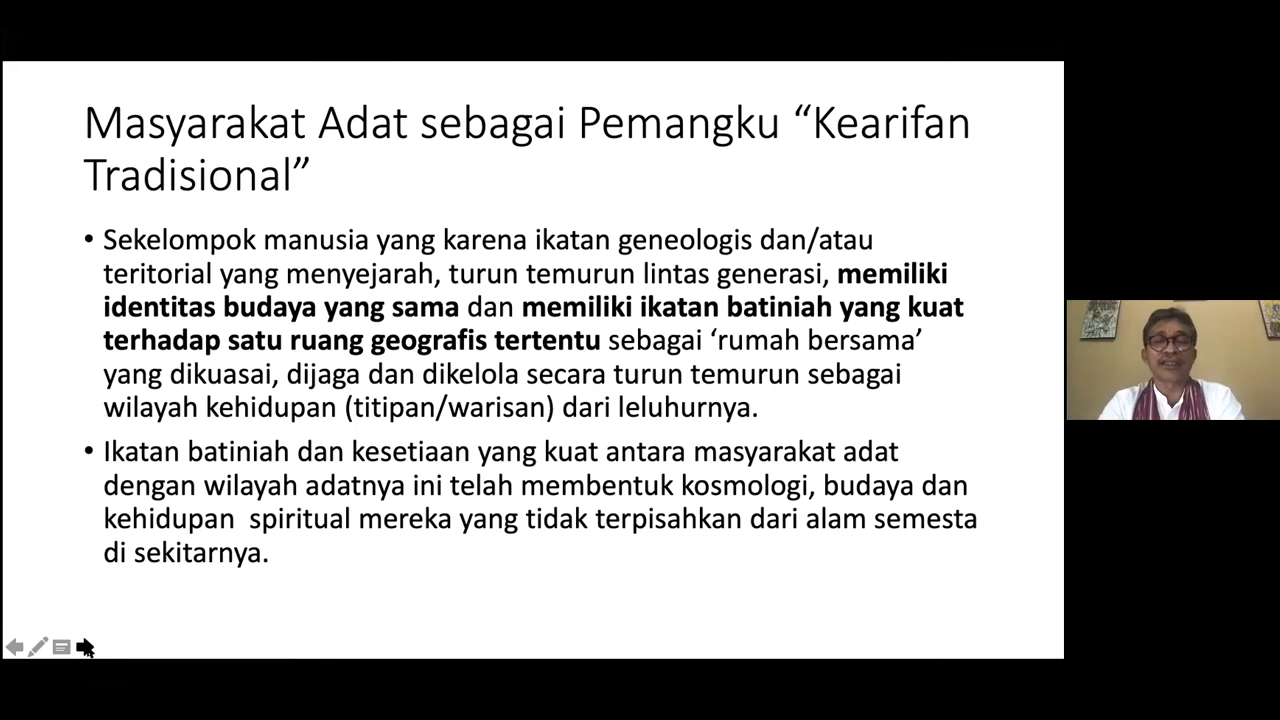 Masyarakat Adat sebagai Pemangku “Kearifan
Tradisional”
• Sekelompok manusia yang karena ikatan geneologis dan/atau
teritorial yang menyejarah, turun temurun lintas generasi, memiliki
identitas budaya yang sama dan memiliki ikatan batiniah yang kuat
terhadap satu ruang geografis tertentu sebagai ‘rumah bersama’
yang dikuasai, dijaga dan dikelola secara turun temurun sebagai
wilayah kehidupan (titipan/warisan) dari leluhurnya.
• Ikatan batiniah dan kesetiaan yang kuat antara masyarakat adat
dengan wilayah adatnya ini telah membentuk kosmologi, budaya dan
kehidupan  spiritual mereka yang tidak terpisahkan dari alam semesta
di sekitarnya.